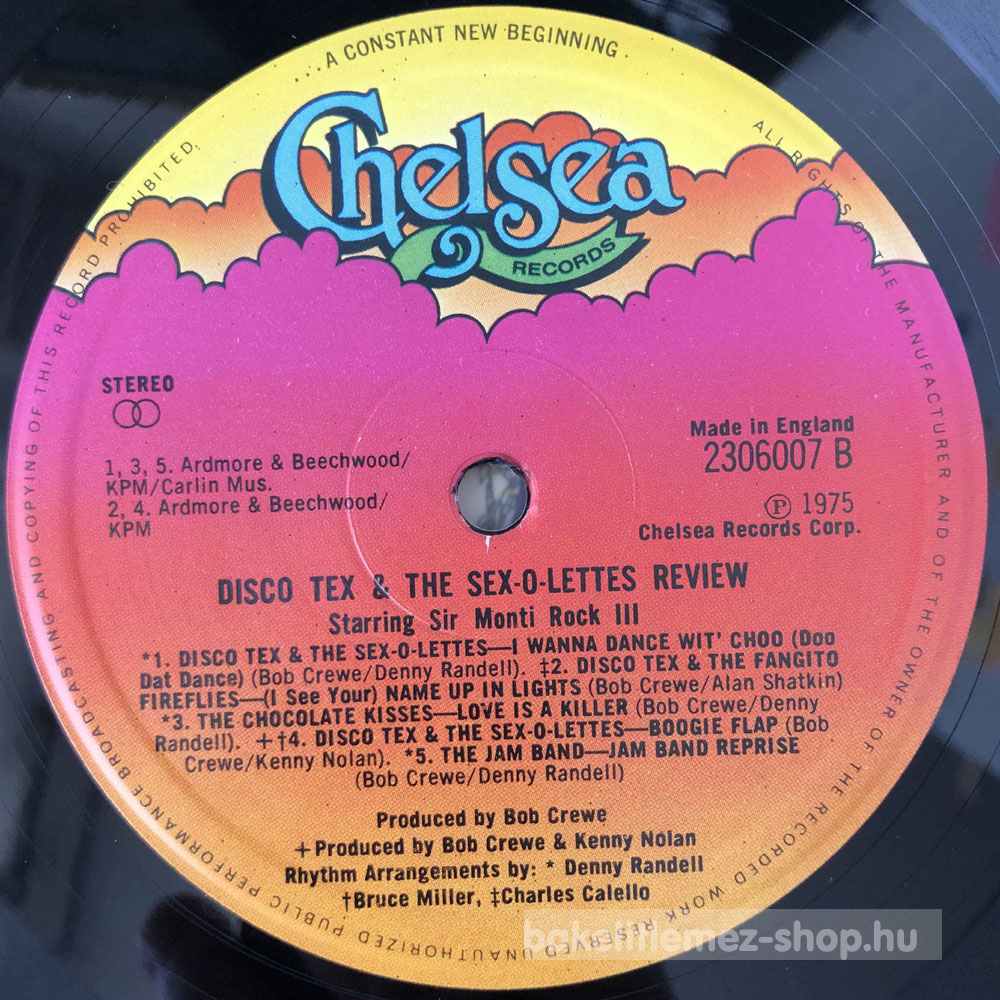 ...A CONSTANT NEW BEGINNING
Chelsea
RECORDS
ALL RIGHTS OF THE MANUFACTURER AND OF THE OWNER OF THE RECORDED WORK RESERVED UNAUTHORIZED PUBLIC PERFORMANCE BROADCASTING AND COPYING OF THIS RECORD PROHIBITED.
STEREO
1, 3, 5. Ardmore & Beechwood/
KPM/Carlin Mus.
2, 4. Ardmore & Beechwood/
KPM
Made in England
2306007 B
Ⓟ 1975
Chelsea Records Corp.
DISCO TEX & THE SEX-O-LETTES REVIEW
Starring Sir Monti Rock III
*1. DISCO TEX & THE SEX-O-LETTES—I WANNA DANCE WIT' CHOO (Doo
Dat Dance) (Bob Crewe/Denny Randell). ‡2. DISCO TEX & THE FANGITO
FIREFLIES—(I See Your) NAME UP IN LIGHTS (Bob Crewe/Alan Shatkin)
*3. THE CHOCOLATE KISSES—LOVE IS A KILLER (Bob Crewe/Denny
Randell). +†4. DISCO TEX & THE SEX-O-LETTES—BOOGIE FLAP (Bob
Crewe/Kenny Nolan). *5. THE JAM BAND—JAM BAND REPRISE
(Bob Crewe/Denny Randell)
Produced by Bob Crewe
+Produced by Bob Crewe & Kenny Nolan
Rhythm Arrangements by: * Denny Randell
†Bruce Miller, ‡Charles Calello
bakelitlemez-shop.hu